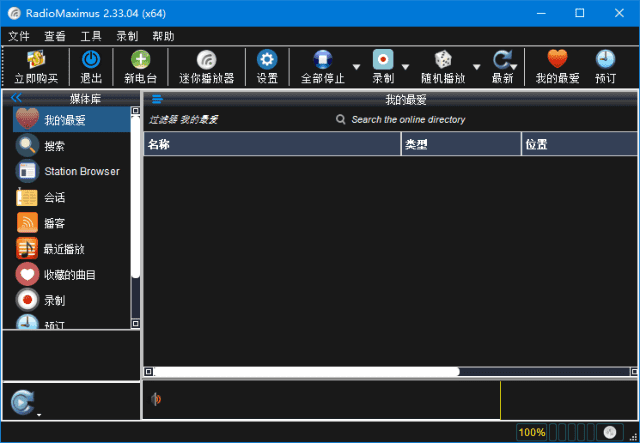 RadioMaximus 2.33.04 (x64)
文件 查看 工具 录制 帮助
立即购买 退出 新电台 迷你播放器 设置 全部停止 录制 随机播放 最新 我的最爱 预订
媒体库
我的最爱
搜索
Station Browser
会话
播客
最近播放
收藏的曲目
录制
预订
我的最爱
过滤器 我的最爱 Search the online directory
名称 类型 位置
100%